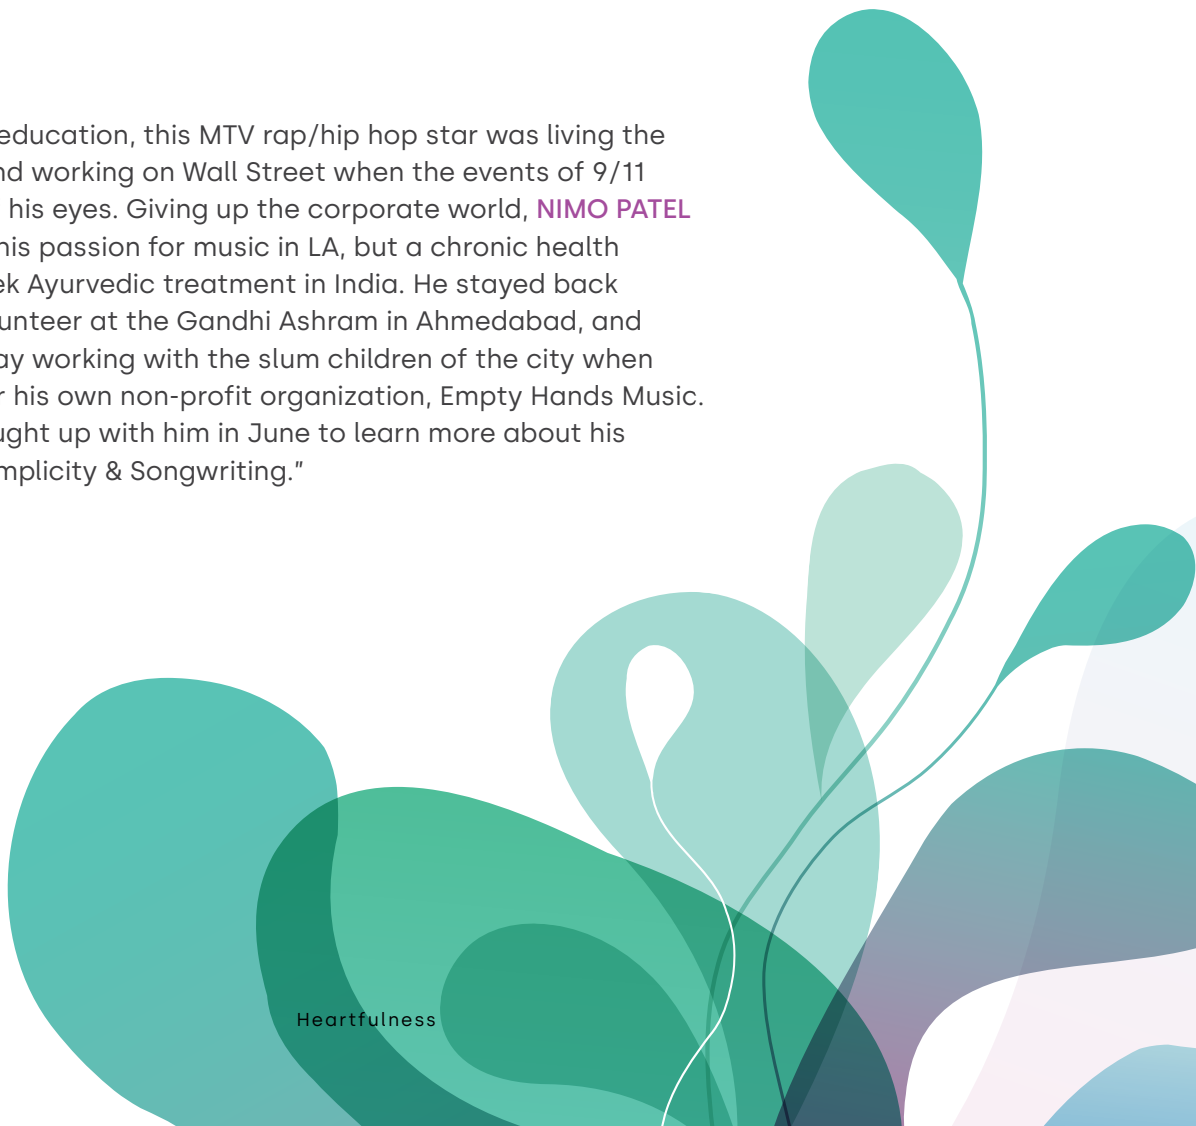 education, this MTV rap/hip hop star was living the
nd working on Wall Street when the events of 9/11
his eyes. Giving up the corporate world, NIMO PATEL
his passion for music in LA, but a chronic health
ek Ayurvedic treatment in India. He stayed back
unteer at the Gandhi Ashram in Ahmedabad, and
ay working with the slum children of the city when
r his own non-profit organization, Empty Hands Music.
ught up with him in June to learn more about his
mplicity & Songwriting.”
Heartfulness